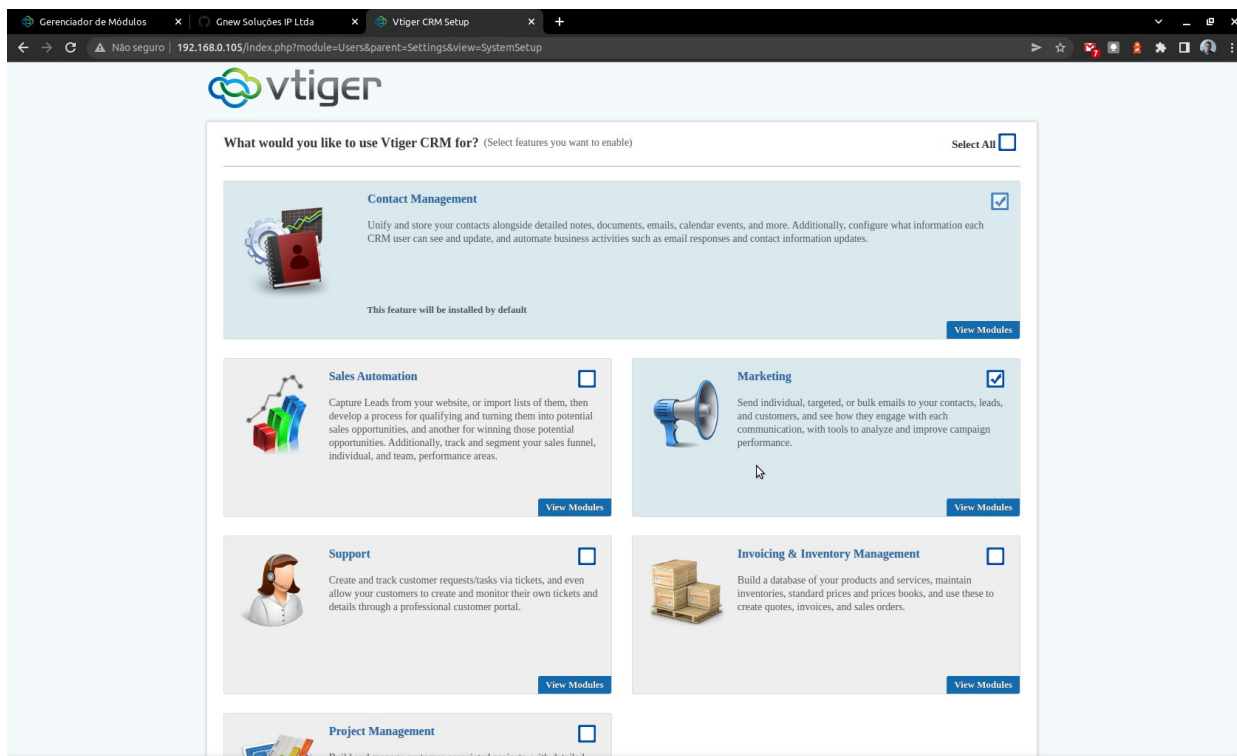 Gerenciador de Módulos
Gnew Soluções IP Ltda
Vtiger CRM Setup
Não seguro
192.168.0.105/index.php?module=Users&parent=Settings&view=SystemSetup
7
vtiger
What would you like to use Vtiger CRM for? (Select features you want to enable)
Select All
Contact Management
Unify and store your contacts alongside detailed notes, documents, emails, calendar events, and more. Additionally, configure what information each
CRM user can see and update, and automate business activities such as email responses and contact information updates.
This feature will be installed by default
View Modules
Sales Automation
Capture Leads from your website, or import lists of them, then
develop a process for qualifying and turning them into potential
sales opportunities, and another for winning those potential
opportunities. Additionally, track and segment your sales funnel,
individual, and team, performance areas.
View Modules
Marketing
Send individual, targeted, or bulk emails to your contacts, leads,
and customers, and see how they engage with each
communication, with tools to analyze and improve campaign
performance.
View Modules
Support
Create and track customer requests/tasks via tickets, and even
allow your customers to create and monitor their own tickets and
details through a professional customer portal.
View Modules
Invoicing & Inventory Management
Build a database of your products and services, maintain
inventories, standard prices and prices books, and use these to
create quotes, invoices, and sales orders.
View Modules
Project Management